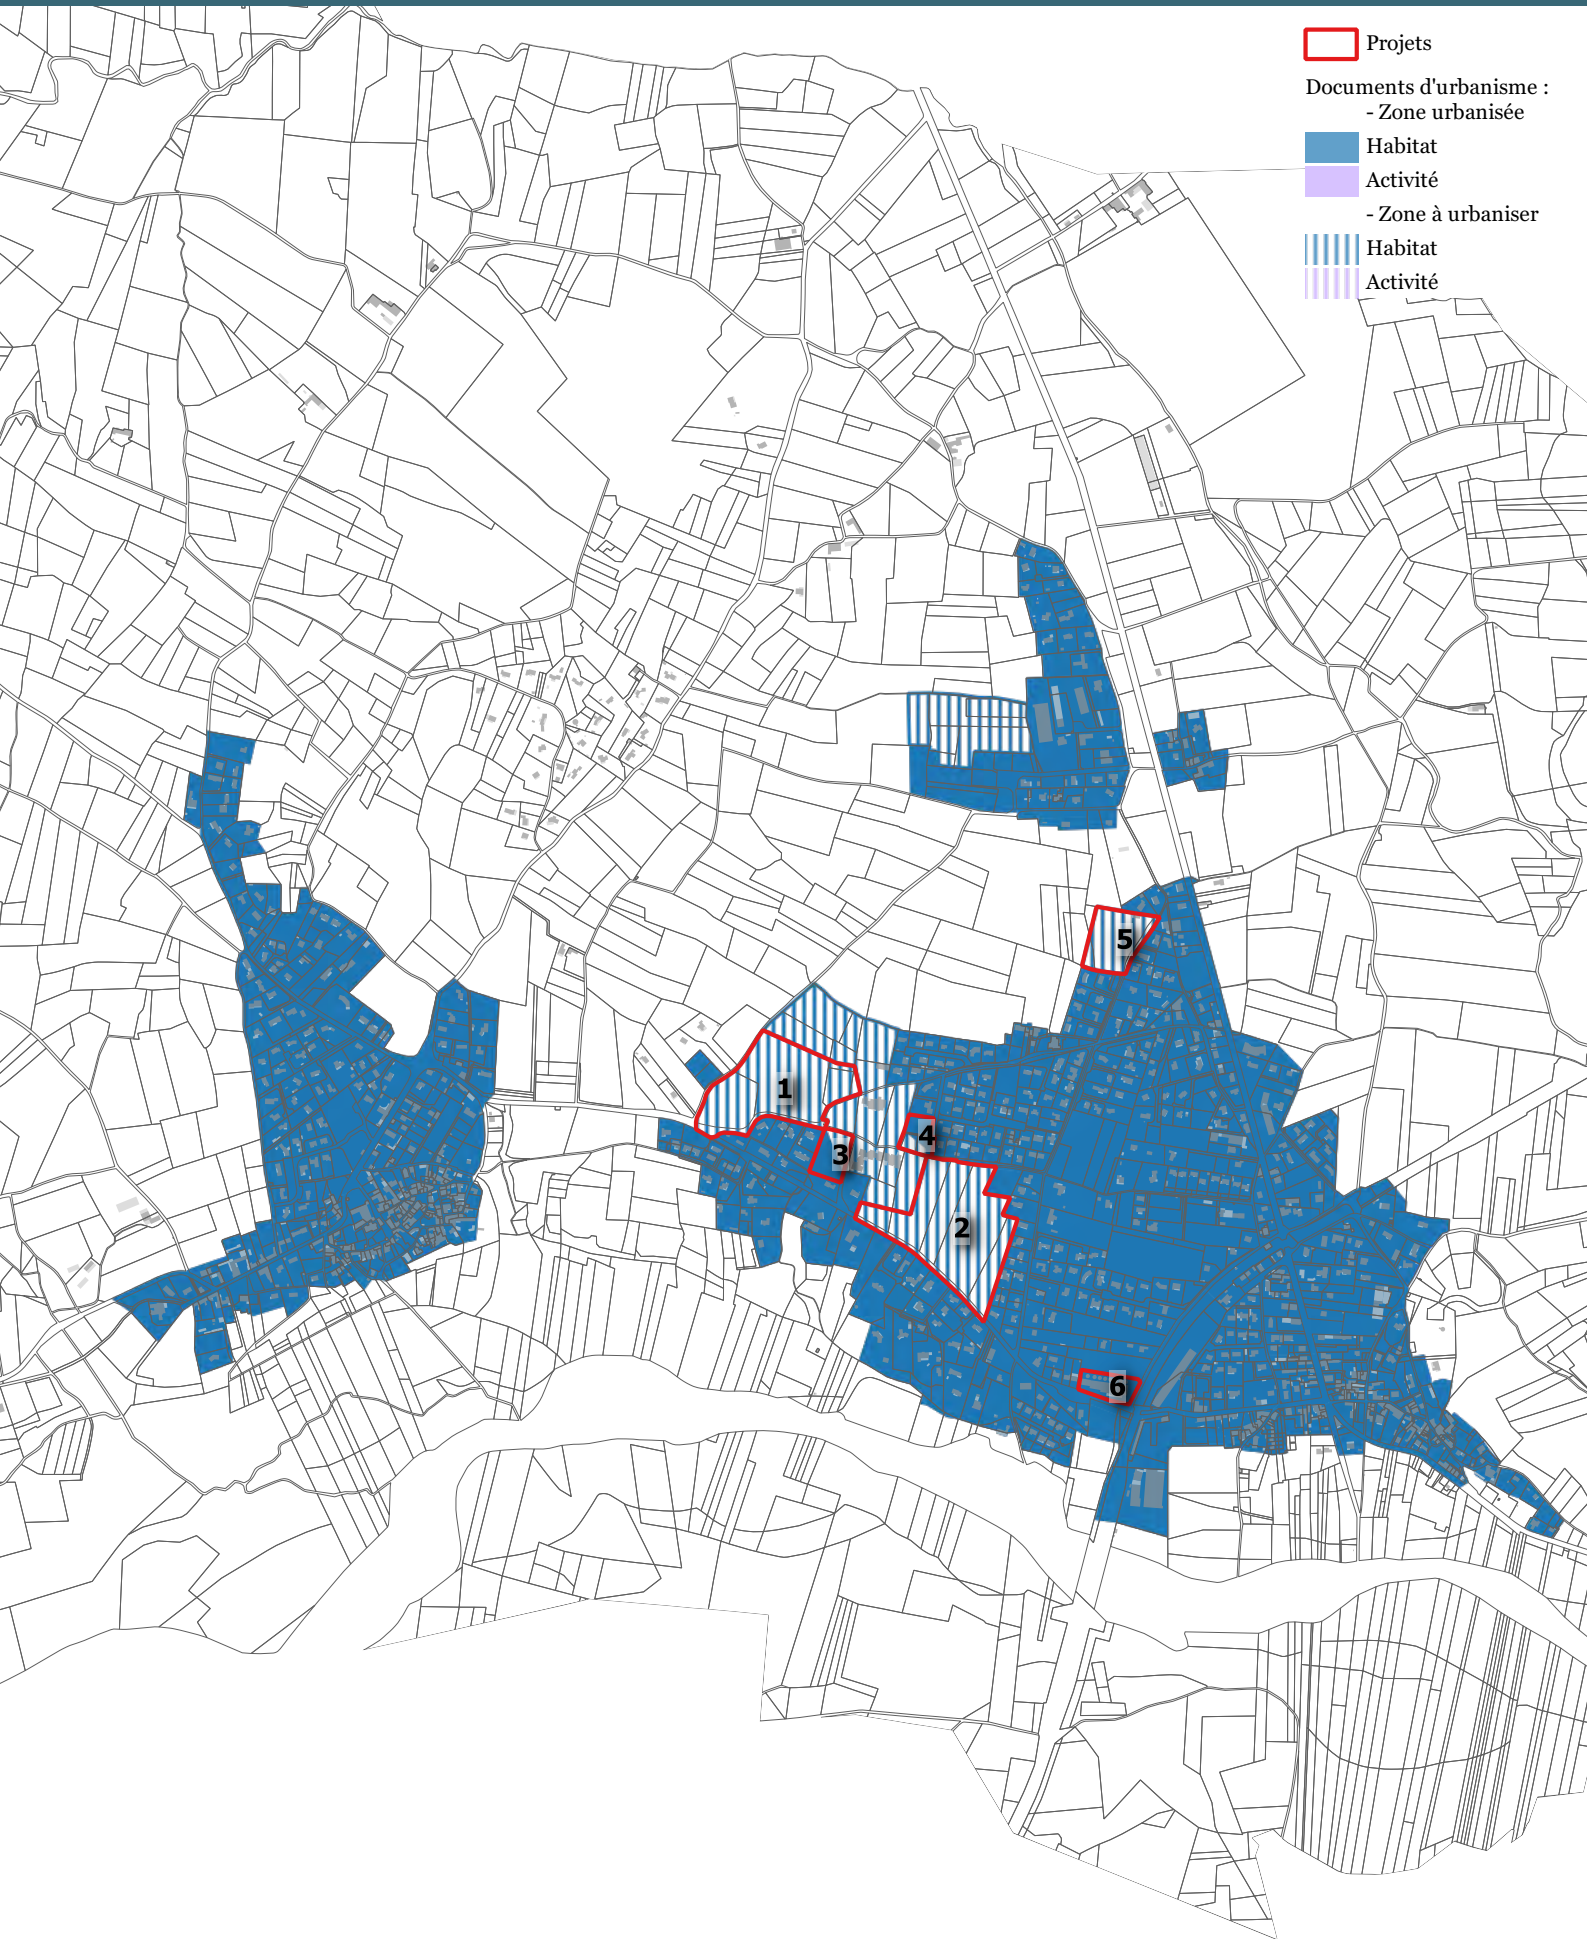 Projets
Documents d'urbanisme :
- Zone urbanisée
Habitat
Activité
- Zone à urbaniser
Habitat
Activité
5
1
4
3
2
6